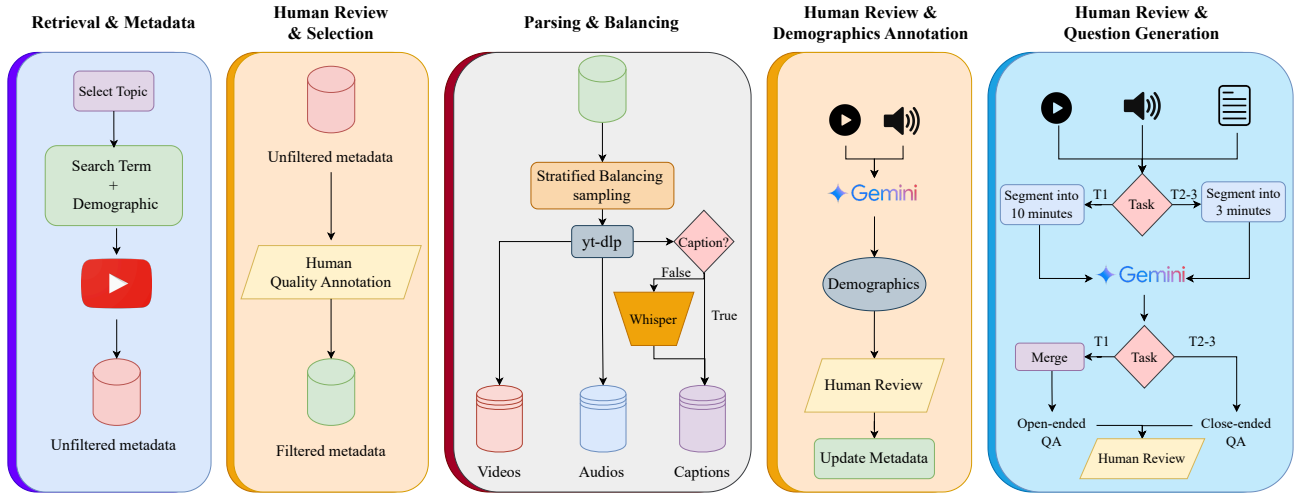 Retrieval & Metadata
Select Topic
Search Term
+
Demographic
Unfiltered metadata
Human Review
& Selection
Unfiltered metadata
Human
Quality Annotation
Filtered metadata
Parsing & Balancing
Stratified Balancing
sampling
yt-dlp
Caption?
False
Whisper
True
Videos
Audios
Captions
Human Review &
Demographics Annotation
Gemini
Demographics
Human Review
Update Metadata
Human Review &
Question Generation
Segment into
10 minutes
T1
Task
T2-3
Segment into
3 minutes
Gemini
Merge
T1
Task
T2-3
Open-ended
QA
Close-ended
QA
Human Review